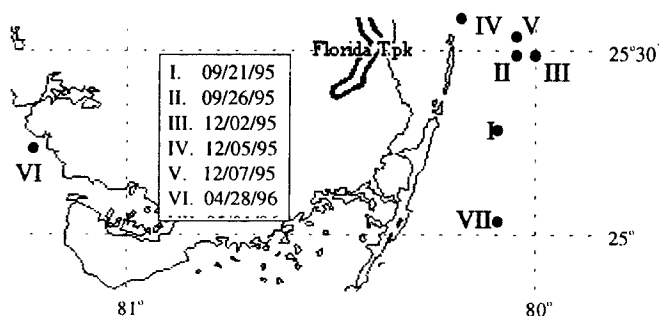 IV V
Florida T.pk
25°30
II III
I. 09/21/95
II. 09/26/95
III. 12/02/95
IV. 12/05/95
V. 12/07/95
VI. 04/28/96
I
VI
VII
25°
81°
80°